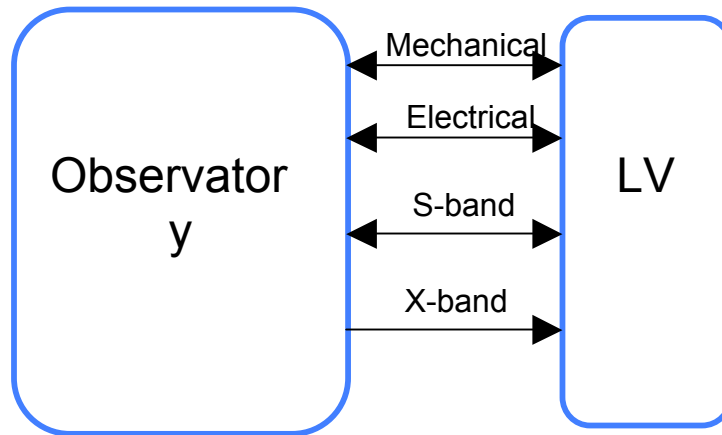 Mechanical
Electrical
Observator
y
LV
S-band
X-band